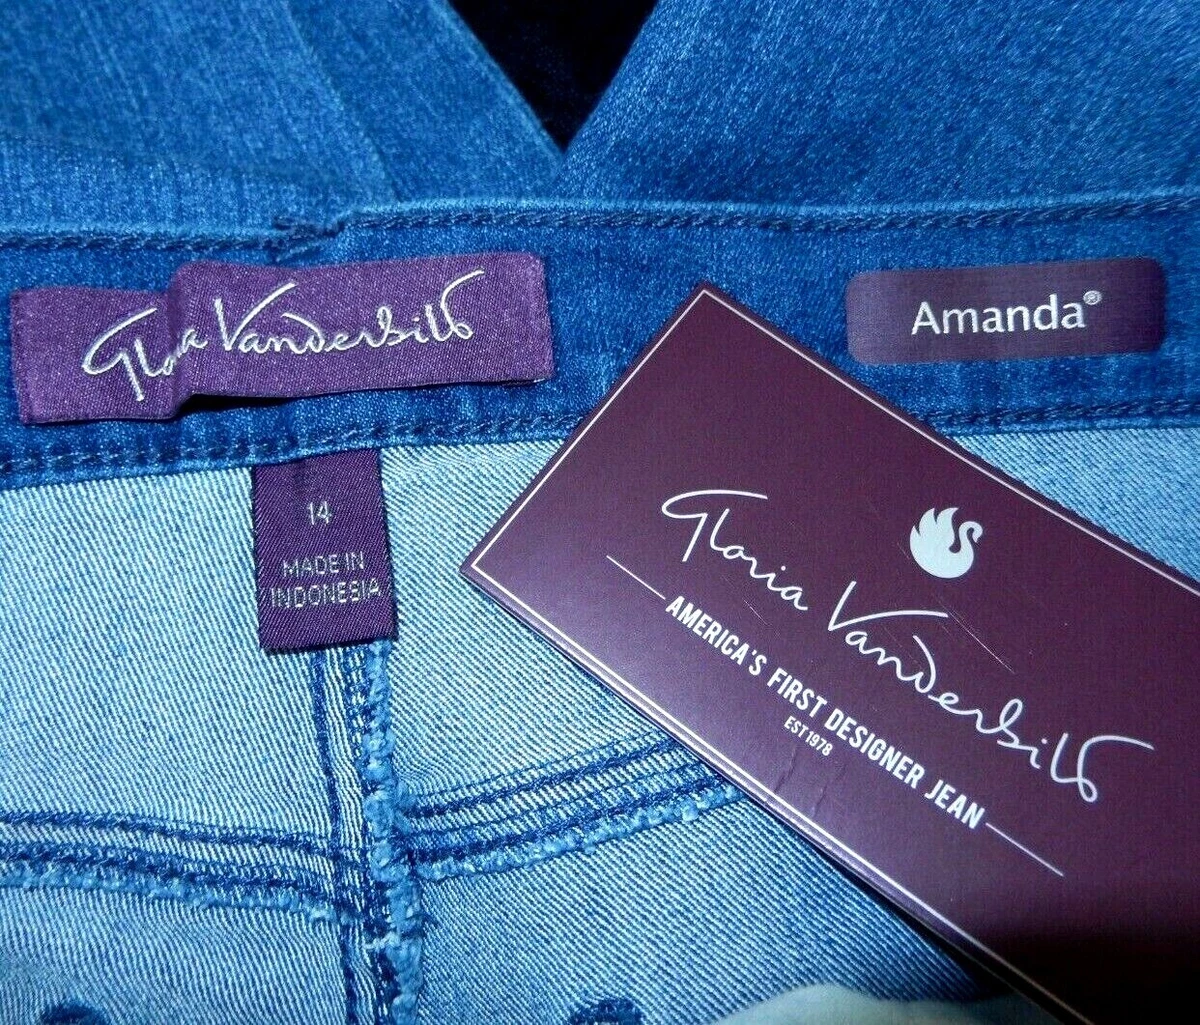 Gloria Vanderbilt
Amanda®
14
MADE IN
INDONESIA
Gloria Vanderbilt
AMERICA'S FIRST DESIGNER JEAN
EST 1978